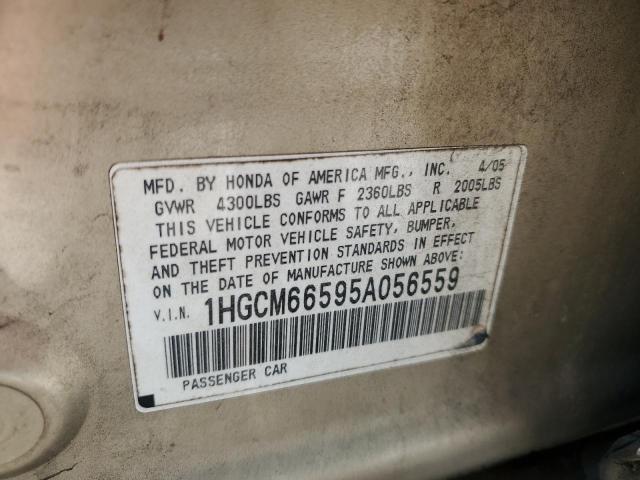 MFD. BY HONDA OF AMERICA MFG., INC. 4/05
GVWR 4300LBS GAWR F 2360LBS R 2005LBS
THIS VEHICLE CONFORMS TO ALL APPLICABLE
FEDERAL MOTOR VEHICLE SAFETY, BUMPER,
AND THEFT PREVENTION STANDARDS IN EFFECT
ON THE DATE OF MANUFACTURE SHOWN ABOVE:
V.I.N. 1HGCM66595A056559
PASSENGER CAR